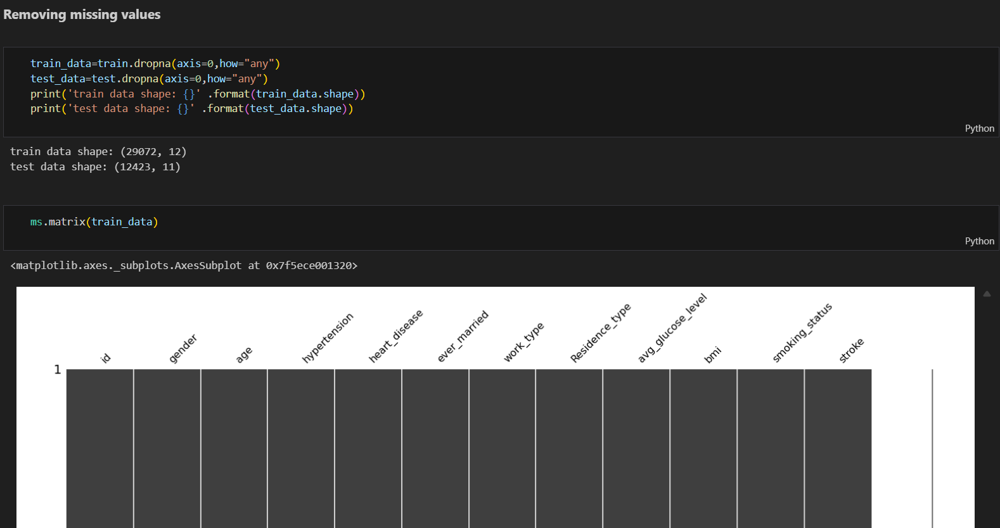 Removing missing values
train_data=train.dropna(axis=0,how="any")
test_data=test.dropna(axis=0,how="any")
print('train data shape: {}' .format(train_data.shape))
print('test data shape: {}' .format(test_data.shape))
Python
train data shape: (29072, 12)
test data shape: (12423, 11)
ms.matrix(train_data)
Python
<matplotlib.axes._subplots.AxesSubplot at 0x7f5ece001320>
id
gender
age
hypertension
heart_disease
ever_married
work_type
Residence_type
avg_glucose_level
bmi
smoking_status
stroke
1